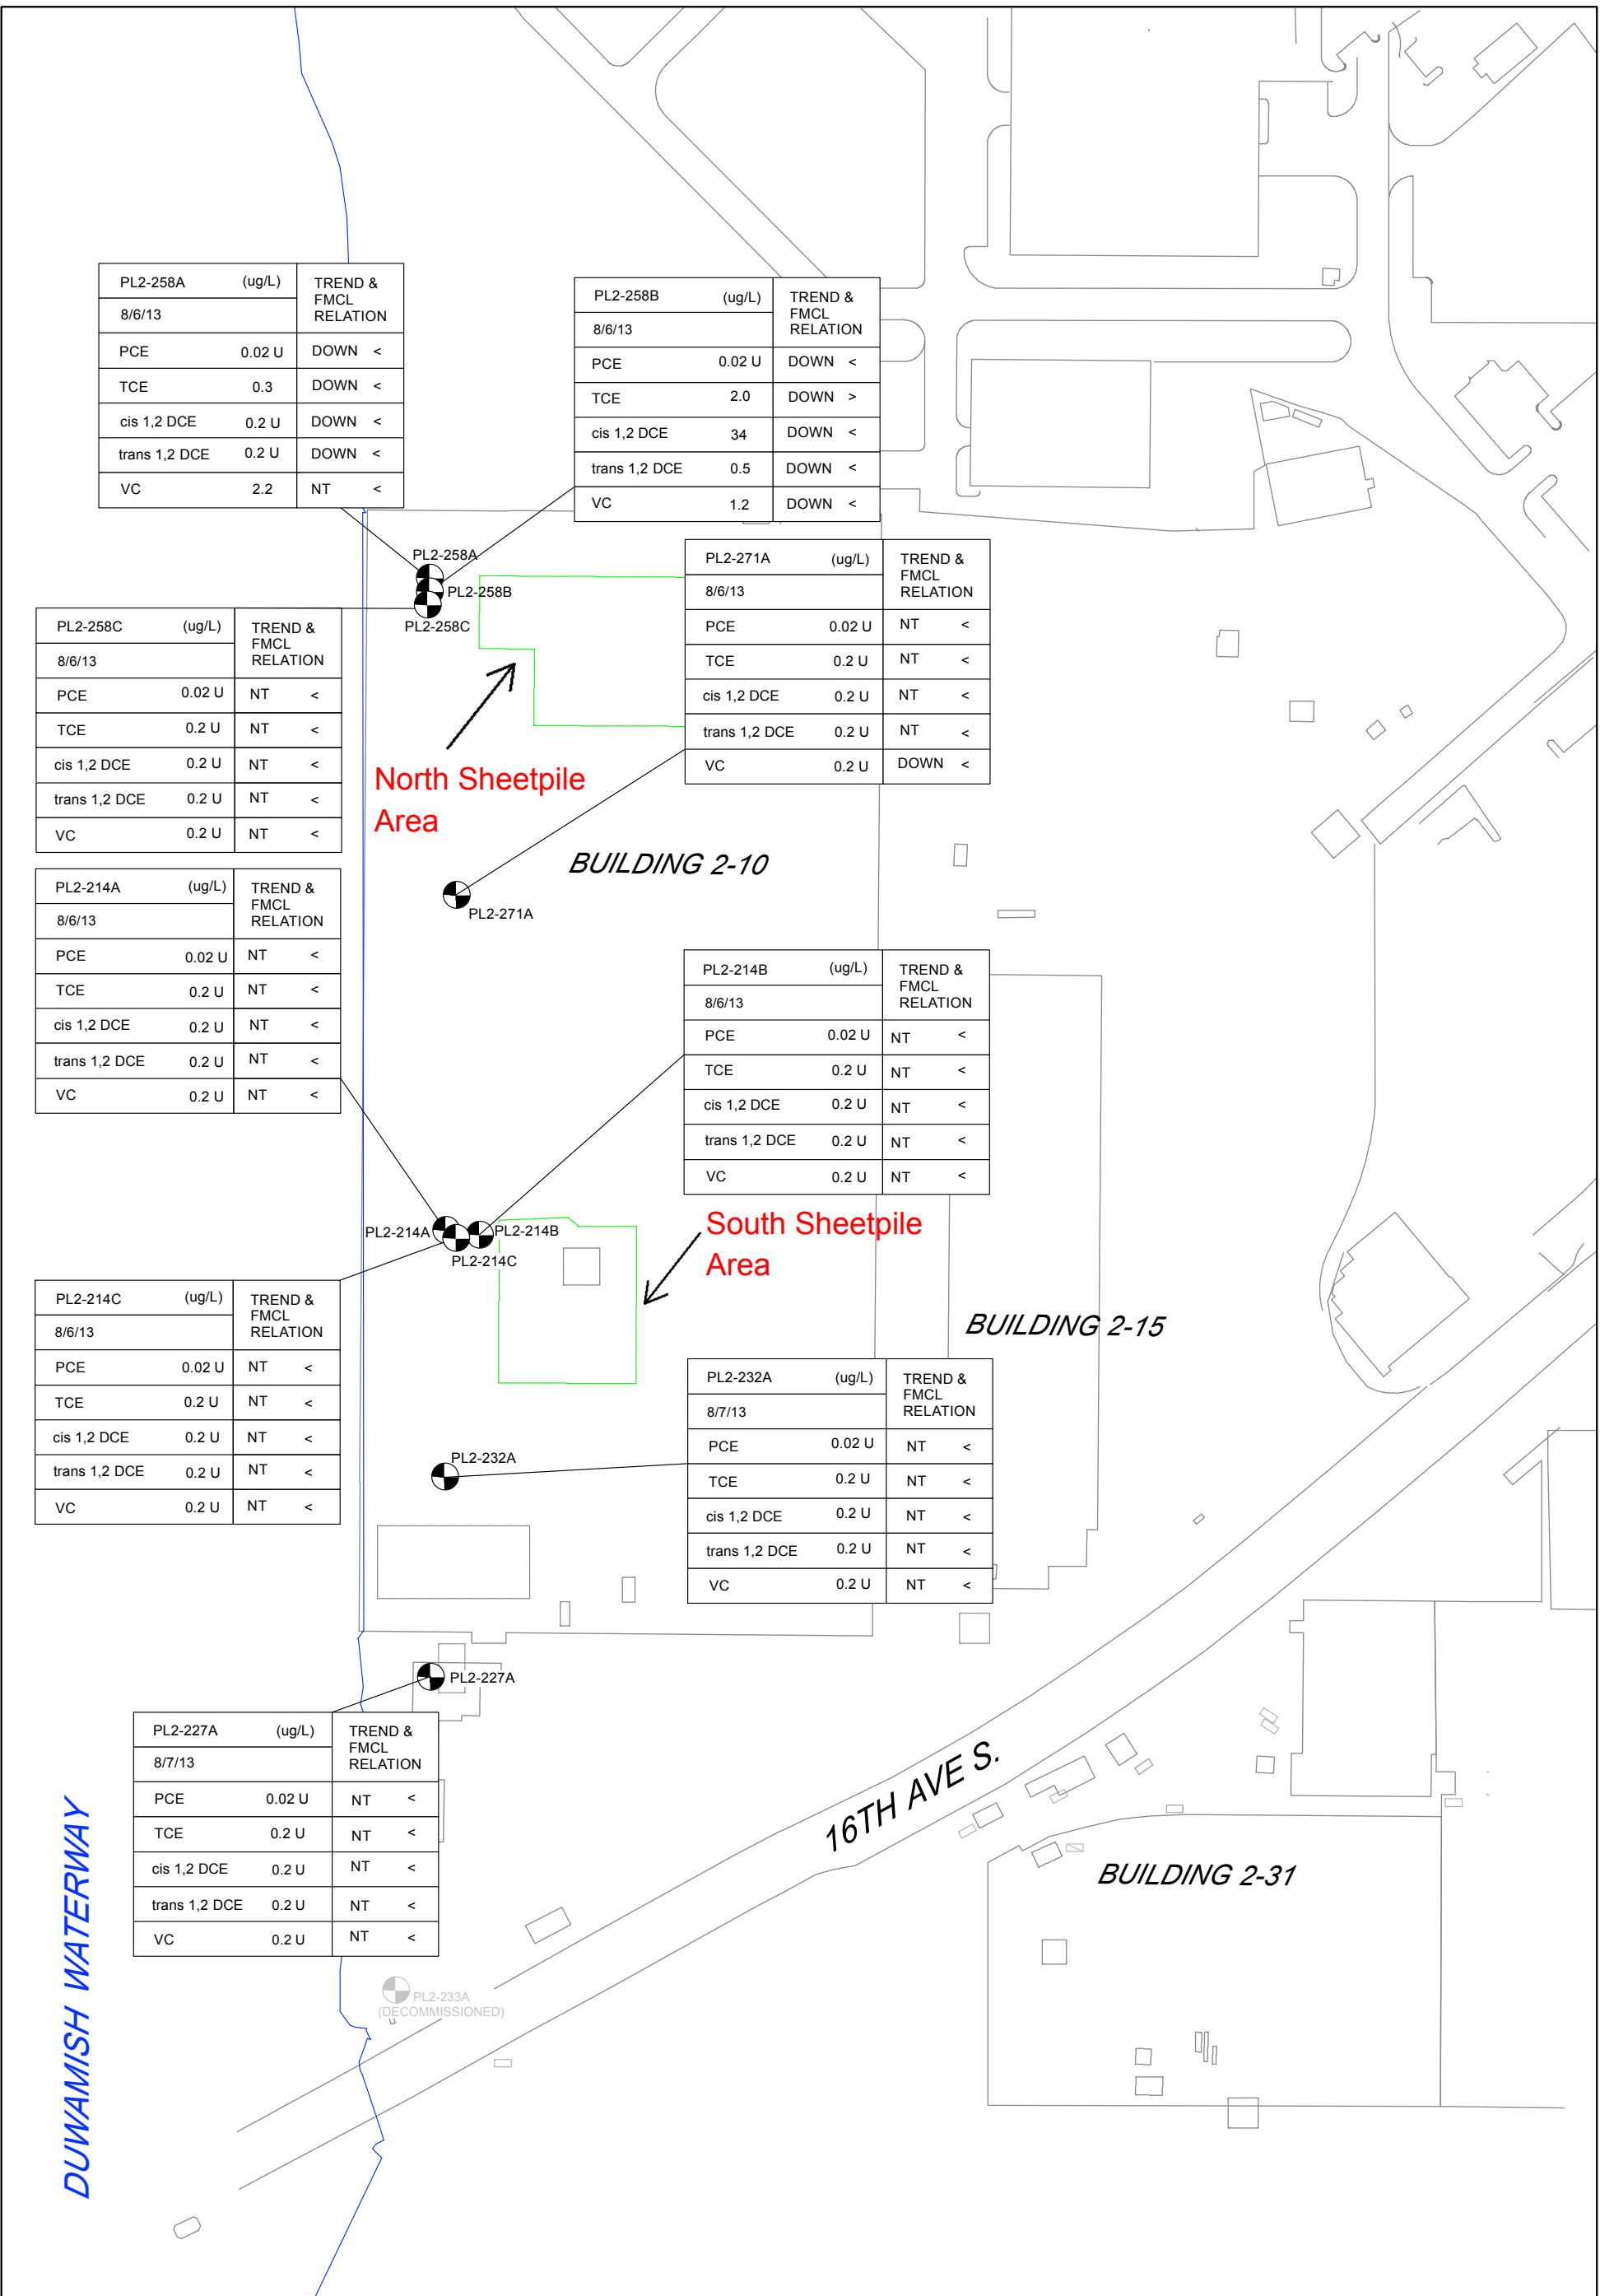 PL2-258A (ug/L) TREND & FMCL RELATION
8/6/13
PCE 0.02 U DOWN <
TCE 0.3 DOWN <
cis 1,2 DCE 0.2 U DOWN <
trans 1,2 DCE 0.2 U DOWN <
VC 2.2 NT <
PL2-258B (ug/L) TREND & FMCL RELATION
8/6/13
PCE 0.02 U DOWN <
TCE 2.0 DOWN >
cis 1,2 DCE 34 DOWN <
trans 1,2 DCE 0.5 DOWN <
VC 1.2 DOWN <
PL2-258A
PL2-258B
PL2-258C
PL2-271A (ug/L) TREND & FMCL RELATION
8/6/13
PCE 0.02 U NT <
TCE 0.2 U NT <
cis 1,2 DCE 0.2 U NT <
trans 1,2 DCE 0.2 U NT <
VC 0.2 U DOWN <
PL2-258C (ug/L) TREND & FMCL RELATION
8/6/13
PCE 0.02 U NT <
TCE 0.2 U NT <
cis 1,2 DCE 0.2 U NT <
trans 1,2 DCE 0.2 U NT <
VC 0.2 U NT <
North Sheetpile
Area
BUILDING 2-10
PL2-271A
PL2-214A (ug/L) TREND & FMCL RELATION
8/6/13
PCE 0.02 U NT <
TCE 0.2 U NT <
cis 1,2 DCE 0.2 U NT <
trans 1,2 DCE 0.2 U NT <
VC 0.2 U NT <
PL2-214B (ug/L) TREND & FMCL RELATION
8/6/13
PCE 0.02 U NT <
TCE 0.2 U NT <
cis 1,2 DCE 0.2 U NT <
trans 1,2 DCE 0.2 U NT <
VC 0.2 U NT <
PL2-214A
PL2-214B
PL2-214C
South Sheetpile
Area
BUILDING 2-15
PL2-214C (ug/L) TREND & FMCL RELATION
8/6/13
PCE 0.02 U NT <
TCE 0.2 U NT <
cis 1,2 DCE 0.2 U NT <
trans 1,2 DCE 0.2 U NT <
VC 0.2 U NT <
PL2-232A (ug/L) TREND & FMCL RELATION
8/7/13
PCE 0.02 U NT <
TCE 0.2 U NT <
cis 1,2 DCE 0.2 U NT <
trans 1,2 DCE 0.2 U NT <
VC 0.2 U NT <
PL2-232A
PL2-227A
PL2-227A (ug/L) TREND & FMCL RELATION
8/7/13
PCE 0.02 U NT <
TCE 0.2 U NT <
cis 1,2 DCE 0.2 U NT <
trans 1,2 DCE 0.2 U NT <
VC 0.2 U NT <
16TH AVE S.
BUILDING 2-31
DUWAMISH WATERWAY
PL2-233A
(DECOMMISSIONED)